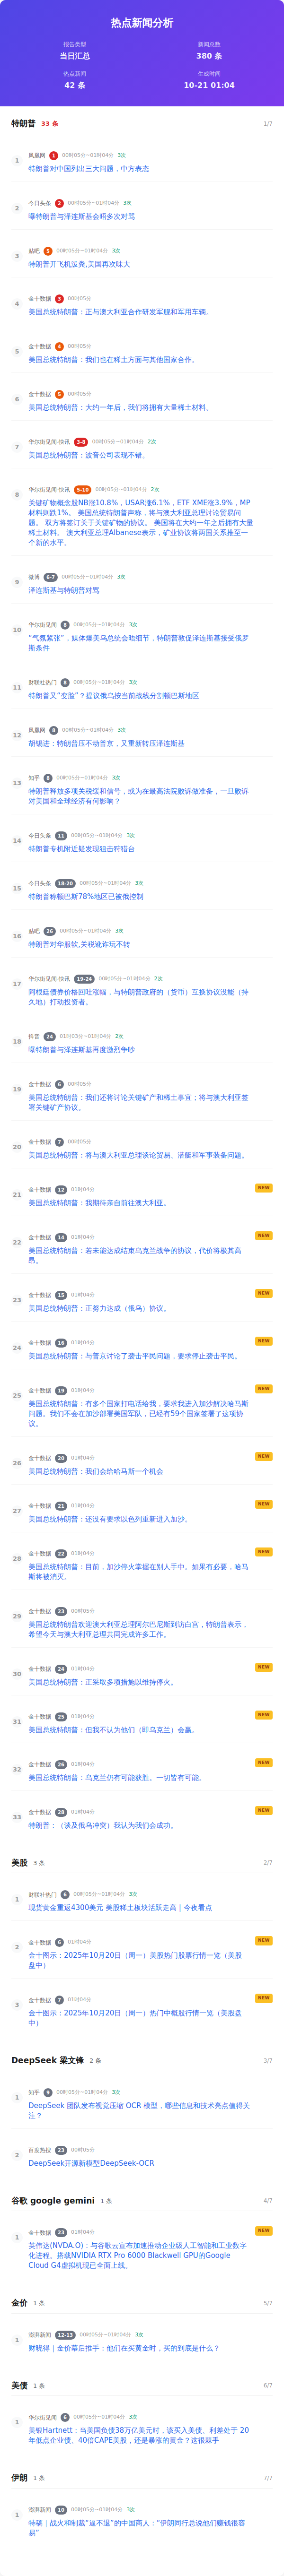 热点新闻分析
报告类型
新闻总数
当日汇总
380 条
热点新闻
生成时间
42 条
10-21 01:04
特朗普 33 条 1/7
1
凤凰网 1 00时05分~01时04分 3次
特朗普对中国列出三大问题，中方表态
2
今日头条 2 00时05分~01时04分 3次
曝特朗普与泽连斯基会晤多次对骂
3
贴吧 5 00时05分~01时04分 3次
特朗普开飞机泼粪,美国再次味大
4
金十数据 3 00时05分
美国总统特朗普：正与澳大利亚合作研发军舰和军用车辆。
5
金十数据 4 00时05分
美国总统特朗普：我们也在稀土方面与其他国家合作。
6
金十数据 5 00时05分
美国总统特朗普：大约一年后，我们将拥有大量稀土材料。
7
华尔街见闻-快讯 3-8 00时05分~01时04分 2次
美国总统特朗普：波音公司表现不错。
8
华尔街见闻-快讯 5-10 00时05分~01时04分 2次
关键矿物概念股NB涨10.8%，USAR涨6.1%，ETF XME涨3.9%，MP
材料则跌1%。 美国总统特朗普声称，将与澳大利亚总理讨论贸易问
题。 双方将签订关于关键矿物的协议。 美国将在大约一年之后拥有大量
稀土材料。 澳大利亚总理Albanese表示，矿业协议将两国关系推至一
个新的水平。
9
微博 6-7 00时05分~01时04分 3次
泽连斯基与特朗普对骂
10
华尔街见闻 8 00时05分~01时04分 3次
“气氛紧张”，媒体爆美乌总统会晤细节，特朗普敦促泽连斯基接受俄罗
斯条件
11
财联社热门 8 00时05分~01时04分 3次
特朗普又“变脸”？提议俄乌按当前战线分割顿巴斯地区
12
凤凰网 8 00时05分~01时04分 3次
胡锡进：特朗普压不动普京，又重新转压泽连斯基
13
知乎 8 00时05分~01时04分 3次
特朗普释放多项关税缓和信号，或为在最高法院败诉做准备，一旦败诉
对美国和全球经济有何影响？
14
今日头条 11 00时05分~01时04分 3次
特朗普专机附近疑发现狙击狩猎台
15
今日头条 18-20 00时05分~01时04分 3次
特朗普称顿巴斯78%地区已被俄控制
16
贴吧 26 00时05分~01时04分 3次
特朗普对华服软,关税讹诈玩不转
17
华尔街见闻-快讯 19-24 00时05分~01时04分 2次
阿根廷债券价格回吐涨幅，与特朗普政府的（货币）互换协议没能（持
久地）打动投资者。
18
抖音 24 01时03分~01时04分 2次
曝特朗普与泽连斯基再度激烈争吵
19
金十数据 6 00时05分
美国总统特朗普：我们还将讨论关键矿产和稀土事宜；将与澳大利亚签
署关键矿产协议。
20
金十数据 7 00时05分
美国总统特朗普：将与澳大利亚总理谈论贸易、潜艇和军事装备问题。
21
金十数据 12 01时04分 NEW
美国总统特朗普：我期待亲自前往澳大利亚。
22
金十数据 14 01时04分 NEW
美国总统特朗普：若未能达成结束乌克兰战争的协议，代价将极其高
昂。
23
金十数据 15 01时04分 NEW
美国总统特朗普：正努力达成（俄乌）协议。
24
金十数据 16 01时04分 NEW
美国总统特朗普：与普京讨论了袭击平民问题，要求停止袭击平民。
25
金十数据 19 01时04分 NEW
美国总统特朗普：有多个国家打电话给我，要求我进入加沙解决哈马斯
问题。我们不会在加沙部署美国军队，已经有59个国家签署了这项协
议。
26
金十数据 20 01时04分 NEW
美国总统特朗普：我们会给哈马斯一个机会
27
金十数据 21 01时04分 NEW
美国总统特朗普：还没有要求以色列重新进入加沙。
28
金十数据 22 01时04分 NEW
美国总统特朗普：目前，加沙停火掌握在别人手中。如果有必要，哈马
斯将被消灭。
29
金十数据 23 00时05分
美国总统特朗普欢迎澳大利亚总理阿尔巴尼斯到访白宫，特朗普表示，
希望今天与澳大利亚总理共同完成许多工作。
30
金十数据 24 01时04分 NEW
美国总统特朗普：正采取多项措施以维持停火。
31
金十数据 25 01时04分 NEW
美国总统特朗普：但我不认为他们（即乌克兰）会赢。
32
金十数据 26 01时04分 NEW
美国总统特朗普：乌克兰仍有可能获胜。一切皆有可能。
33
金十数据 28 01时04分 NEW
特朗普：（谈及俄乌冲突）我认为我们会成功。
美股 3 条 2/7
1
财联社热门 6 00时05分~01时04分 3次
现货黄金重返4300美元 美股稀土板块活跃走高 | 今夜看点
2
金十数据 6 01时04分 NEW
金十图示：2025年10月20日（周一）美股热门股票行情一览（美股
盘中）
3
金十数据 7 01时04分 NEW
金十图示：2025年10月20日（周一）热门中概股行情一览（美股盘
中）
DeepSeek 梁文锋 2 条 3/7
1
知乎 9 00时05分~01时04分 3次
DeepSeek 团队发布视觉压缩 OCR 模型，哪些信息和技术亮点值得关
注？
2
百度热搜 23 00时05分
DeepSeek开源新模型DeepSeek-OCR
谷歌 google gemini 1 条 4/7
1
金十数据 23 01时04分 NEW
英伟达(NVDA.O)：与谷歌云宣布加速推动企业级人工智能和工业数字
化进程。搭载NVIDIA RTX Pro 6000 Blackwell GPU的Google
Cloud G4虚拟机现已全面上线。
金价 1 条 5/7
1
澎湃新闻 12-13 00时05分~01时04分 3次
财晓得｜金价幕后推手：他们在买黄金时，买的到底是什么？
美债 1 条 6/7
1
华尔街见闻 6 00时05分~01时04分 3次
美银Hartnett：当美国负债38万亿美元时，该买入美债、利差处于 20
年低点企业债、40倍CAPE美股，还是暴涨的黄金？这很棘手
伊朗 1 条 7/7
1
澎湃新闻 10 00时05分~01时04分 3次
特稿｜战火和制裁“逼不退”的中国商人：“伊朗同行总说他们赚钱很容
易”